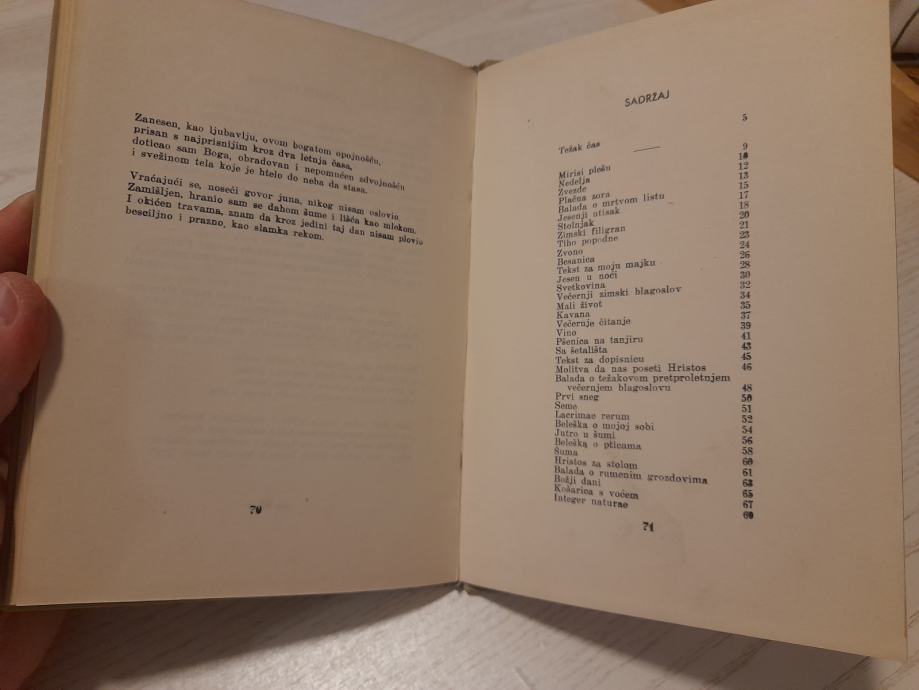 Zanesen, kao ljubavlju, ovom bogatom opojnošću,
prisan s najprisnijim kroz dva letnja časa,
doticao sam Boga, obradovan i nepomućen zdvojnošću
i svežinom tela koje je htelo do neba da stasa.
Vraćajući se, noseći govor juna, nikog nisam oslovio.
Zamišljen, hranio sam se dahom šume i lišća kao mlekom.
I okićen travama, znam da kroz jedini taj dan nisam plovio
besciljno i prazno, kao slamka rekom.
70
SADRŽAJ
5
Težak čas 9
10
Mirisi plešu 12
Nedelja 13
Zvezde 15
Plačna zora 17
Balada o mrtvom listu 18
Jesenji utisak 20
Stolnjak 21
Zimski filigran 23
Tiho popodne 24
Zvono 26
Besanica 28
Tekst za moju majku 30
Jesen u noći 32
Svetkovina 34
Večernji zimski blagoslov 35
Mali život 37
Kavana 39
Večernje čitanje 41
Vino 43
Pšenica na tanjiru 45
Sa šetališta 46
Tekst za dopisnicu
Molitva da nas poseti Hristos
Balada o težakovom pretproletnjem
večernjem blagoslovu 48
Prvi sneg 50
Seme 51
Lacrimae rerum 52
Beleška o mojoj sobi 54
Jutro u šumi 56
Beleška o pticama 58
Šuma 60
Hristos za stolom 61
Balada o rumenim grozdovima 63
Božji dani 65
Košarica s voćem 67
Integer naturae 69
71